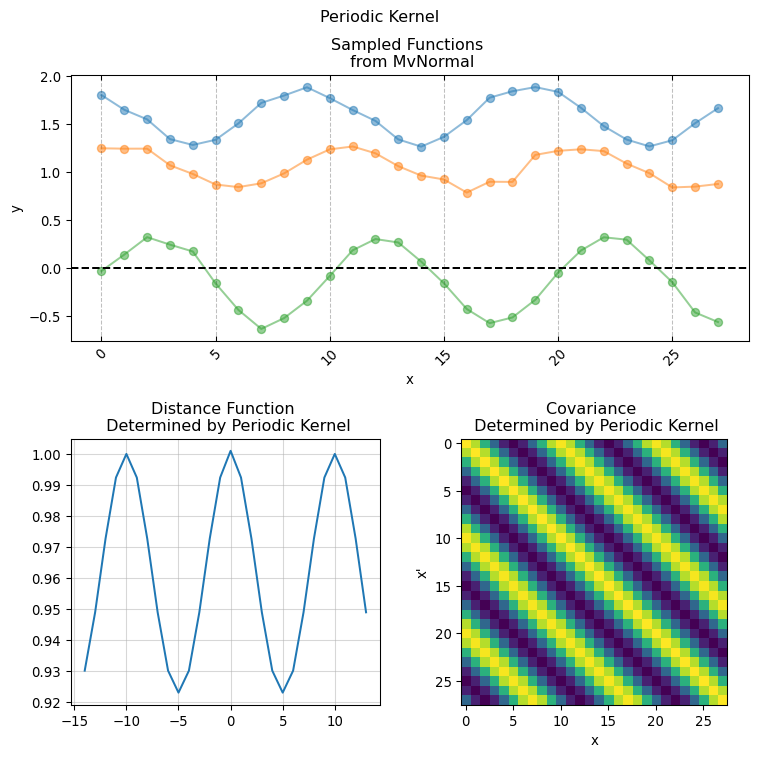 Periodic Kernel
Sampled Functions
from MvNormal
2.0
1.5
1.0
0.5
0.0
−0.5
y
0 5 10 15 20 25
x
Distance Function
Determined by Periodic Kernel
1.00
0.99
0.98
0.97
0.96
0.95
0.94
0.93
0.92
−15 −10 −5 0 5 10
Covariance
Determined by Periodic Kernel
0
5
10
15
20
25
x'
0 5 10 15 20 25
x